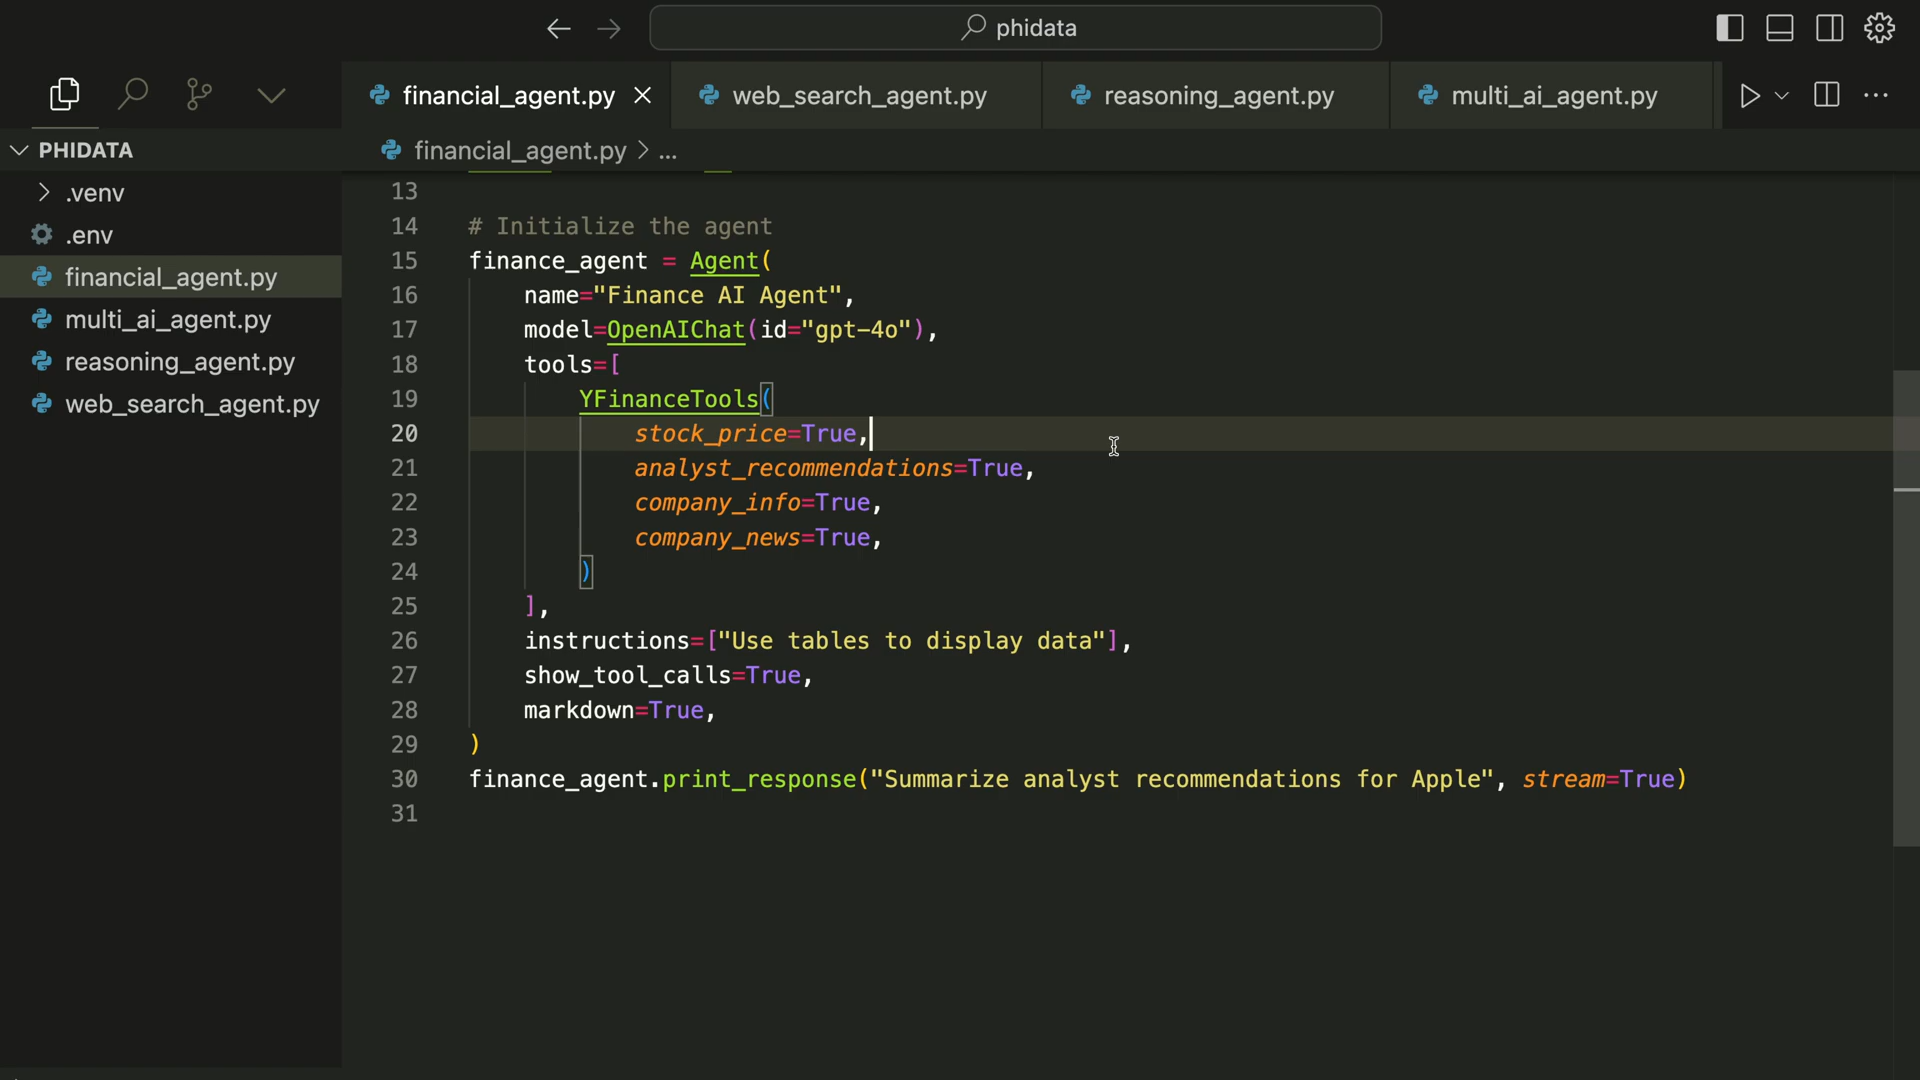 phidata
financial_agent.py
web_search_agent.py
reasoning_agent.py
multi_ai_agent.py
PHIDATA
financial_agent.py > ...
.venv
.env
financial_agent.py
multi_ai_agent.py
reasoning_agent.py
web_search_agent.py
13
14 # Initialize the agent
15 finance_agent = Agent(
16 name="Finance AI Agent",
17 model=OpenAIChat(id="gpt-4o"),
18 tools=[
19 YFinanceTools(
20 stock_price=True,
21 analyst_recommendations=True,
22 company_info=True,
23 company_news=True,
24 )
25 ],
26 instructions=["Use tables to display data"],
27 show_tool_calls=True,
28 markdown=True,
29 )
30 finance_agent.print_response("Summarize analyst recommendations for Apple", stream=True)
31